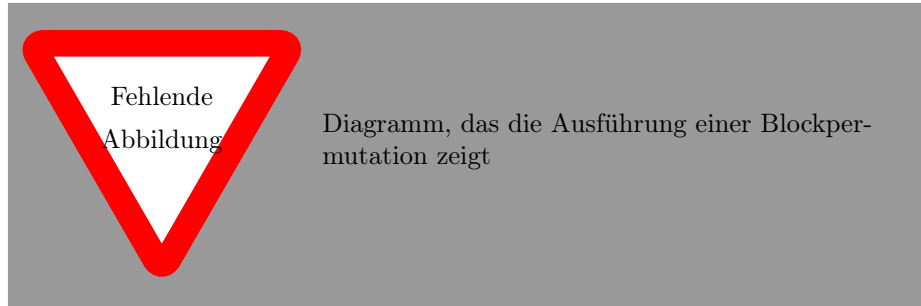 Fehlende
Abbildung
Diagramm, das die Ausführung einer Blockper-
mutation zeigt